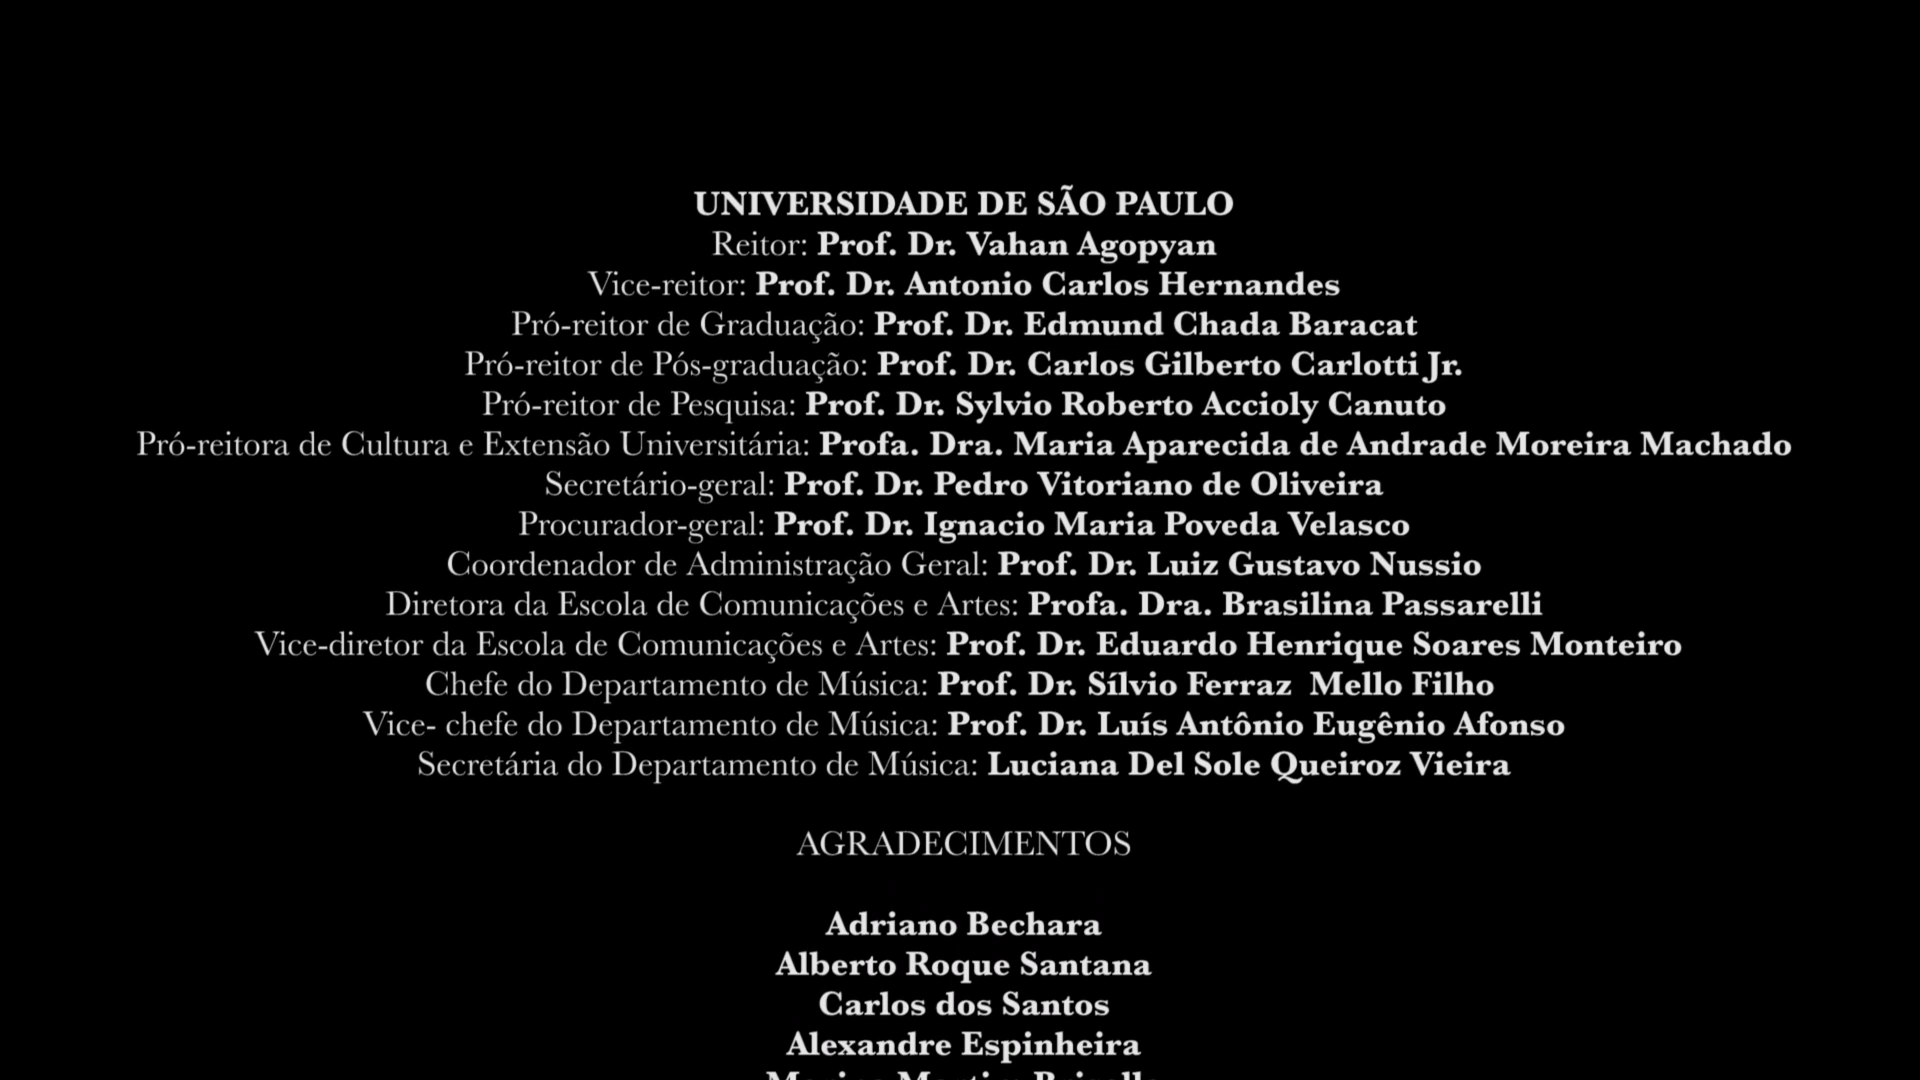 UNIVERSIDADE DE SÃO PAULO
Reitor: Prof. Dr. Vahan Agopyan
Vice-reitor: Prof. Dr. Antonio Carlos Hernandes
Pró-reitor de Graduação: Prof. Dr. Edmund Chada Baracat
Pró-reitor de Pós-graduação: Prof. Dr. Carlos Gilberto Carlotti Jr.
Pró-reitor de Pesquisa: Prof. Dr. Sylvio Roberto Accioly Canuto
Pró-reitora de Cultura e Extensão Universitária: Profa. Dra. Maria Aparecida de Andrade Moreira Machado
Secretário-geral: Prof. Dr. Pedro Vitoriano de Oliveira
Procurador-geral: Prof. Dr. Ignacio Maria Poveda Velasco
Coordenador de Administração Geral: Prof. Dr. Luiz Gustavo Nussio
Diretora da Escola de Comunicações e Artes: Profa. Dra. Brasilina Passarelli
Vice-diretor da Escola de Comunicações e Artes: Prof. Dr. Eduardo Henrique Soares Monteiro
Chefe do Departamento de Música: Prof. Dr. Sílvio Ferraz  Mello Filho
Vice- chefe do Departamento de Música: Prof. Dr. Luís Antônio Eugênio Afonso
Secretária do Departamento de Música: Luciana Del Sole Queiroz Vieira
AGRADECIMENTOS
Adriano Bechara
Alberto Roque Santana
Carlos dos Santos
Alexandre Espinheira